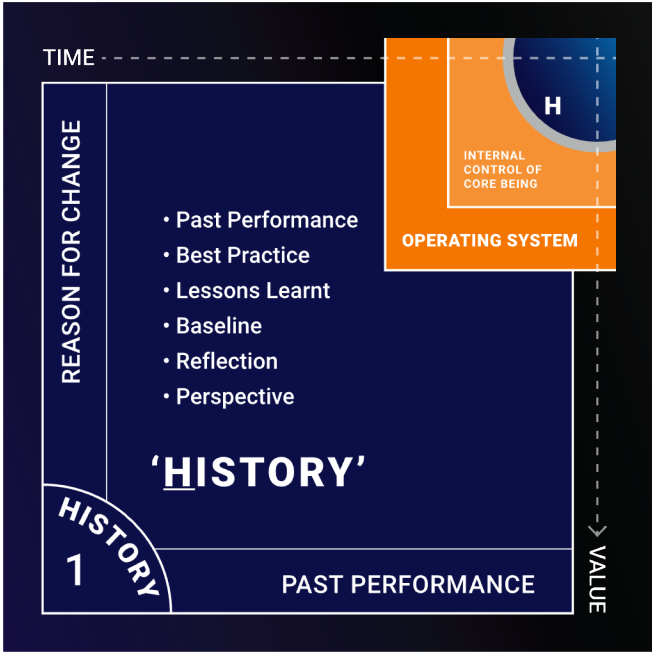 TIME
H
INTERNAL
CONTROL OF
CORE BEING
OPERATING SYSTEM
REASON FOR CHANGE
• Past Performance
• Best Practice
• Lessons Learnt
• Baseline
• Reflection
• Perspective
‘HISTORY’
HISTORY
1
PAST PERFORMANCE
VALUE